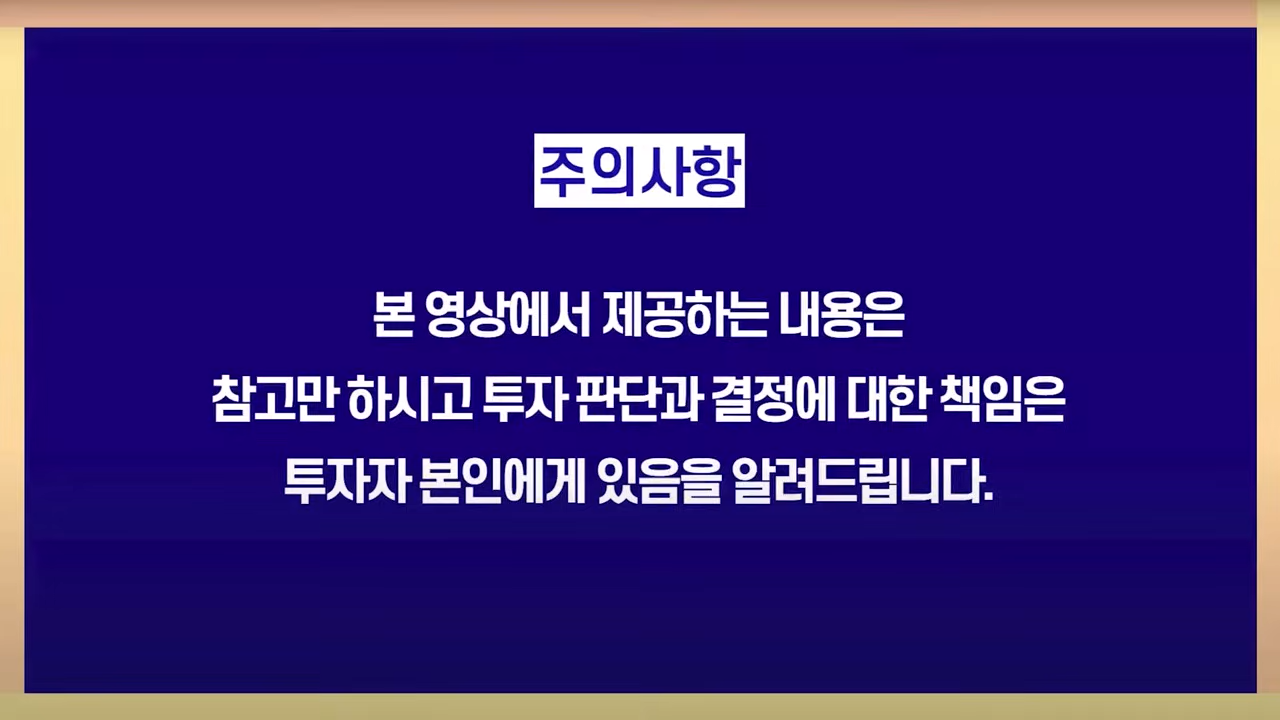 주의사항
본 영상에서 제공하는 내용은
참고만 하시고 투자 판단과 결정에 대한 책임은
투자자 본인에게 있음을 알려드립니다.